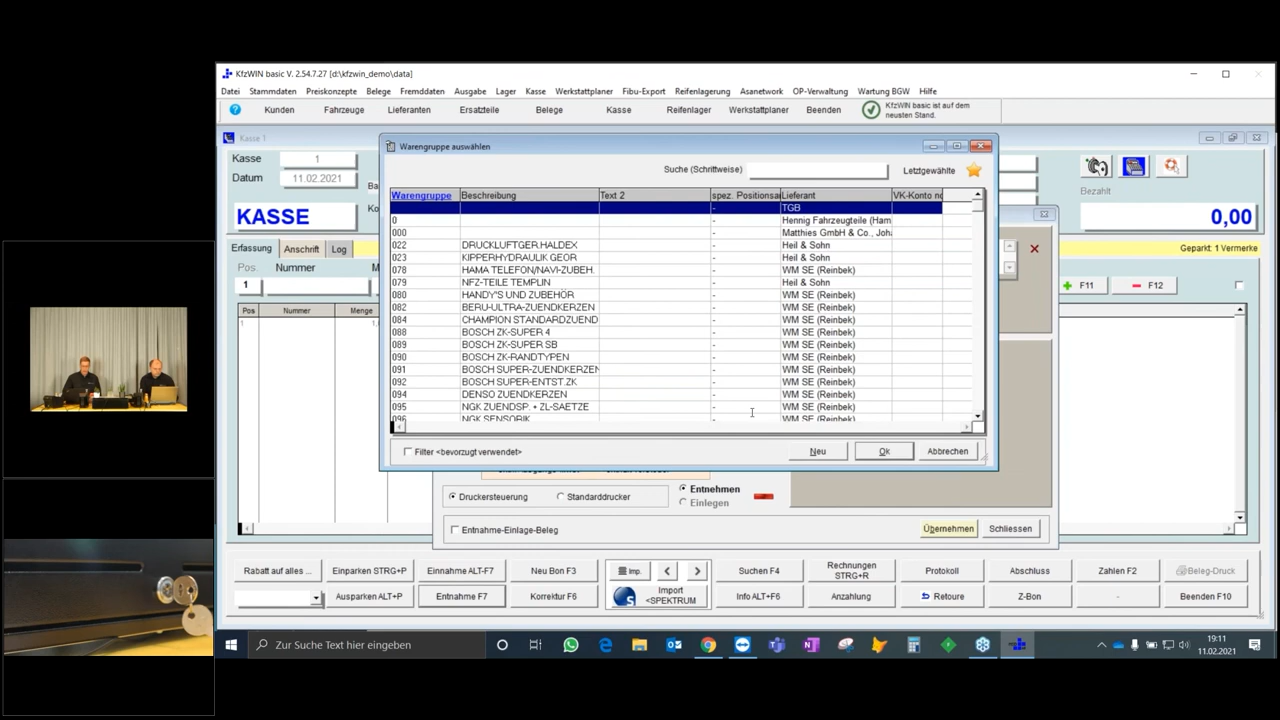 KfzWIN basic V. 2.54.7.27 [d:\kfzwin_demo\data]
Datei Stammdaten Preiskonzepte Belege Fremddaten Ausgabe Lager Kasse Werkstattplaner Fibu-Export Reifenlagerung Asanetwork OP-Verwaltung Wartung BGW Hilfe
Kunden Fahrzeuge Lieferanten Ersatzteile Belege Kasse Reifenlager Werkstattplaner Beenden KfzWIN basic ist auf dem
neusten Stand.
Kasse 1
Kasse 1
Datum 11.02.2021
KASSE
Bezahlt
0,00
Erfassung Anschrift Log
Geparkt: 1 Vermerke
Pos. Nummer
1
F11 F12
Pos Nummer Menge
1
Warengruppe auswählen
Suche (Schrittweise) Letztgewählte
Warengruppe Beschreibung Text 2 spez. Positionsa Lieferant VK-Konto no
- TGB
0 - Hennig Fahrzeugteile (Ham
000 - Matthies GmbH & Co., Joha
022 DRUCKLUFTGER.HALDEX - Heil & Sohn
023 KIPPERHYDRAULIK GEOR - Heil & Sohn
078 HAMA TELEFON/NAVI-ZUBEH. - WM SE (Reinbek)
079 NFZ-TEILE TEMPLIN - Heil & Sohn
080 HANDY"S UND ZUBEHÖR - WM SE (Reinbek)
082 BERU-ULTRA-ZUENDKERZEN - WM SE (Reinbek)
084 CHAMPION STANDARDZUEND - WM SE (Reinbek)
088 BOSCH ZK-SUPER 4 - WM SE (Reinbek)
089 BOSCH ZK-SUPER SB - WM SE (Reinbek)
090 BOSCH ZK-RANDTYPEN - WM SE (Reinbek)
091 BOSCH SUPER-ZUENDKERZEN - WM SE (Reinbek)
092 BOSCH SUPER-ENTST.ZK - WM SE (Reinbek)
094 DENSO ZUENDKERZEN - WM SE (Reinbek)
095 NGK ZUENDSP. + ZL-SAETZE - WM SE (Reinbek)
096 NGK SENSORIK - WM SE (Reinbek)
Filter <bevorzugt verwendet> Neu Ok Abbrechen
Druckersteuerung Standarddrucker Entnehmen
Einlegen
Entnahme-Einlage-Beleg Übernehmen Schliessen
Rabatt auf alles ... Einparken STRG+P Einnahme ALT-F7 Neu Bon F3 Imp. < > Suchen F4 Rechnungen
STRG+R Protokoll Abschluss Zahlen F2 Beleg-Druck
Ausparken ALT+P Entnahme F7 Korrektur F6 Import
<SPEKTRUM Info ALT+F6 Anzahlung Retoure Z-Bon - Beenden F10
Zur Suche Text hier eingeben
19:11
11.02.2021